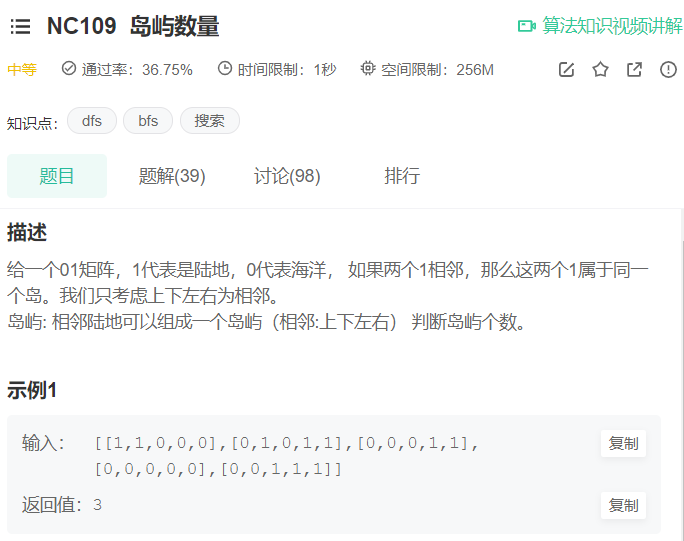 NC109 岛屿数量 算法知识视频讲解
中等 通过率：36.75% 时间限制：1秒 空间限制：256M
知识点： dfs bfs 搜索
题目 题解(39) 讨论(98) 排行
描述
给一个01矩阵，1代表是陆地，0代表海洋， 如果两个1相邻，那么这两个1属于同一
个岛。我们只考虑上下左右为相邻。
岛屿: 相邻陆地可以组成一个岛屿（相邻:上下左右） 判断岛屿个数。
示例1
输入： [[1,1,0,0,0],[0,1,0,1,1],[0,0,0,1,1], 复制
[0,0,0,0,0],[0,0,1,1,1]]
返回值： 3 复制